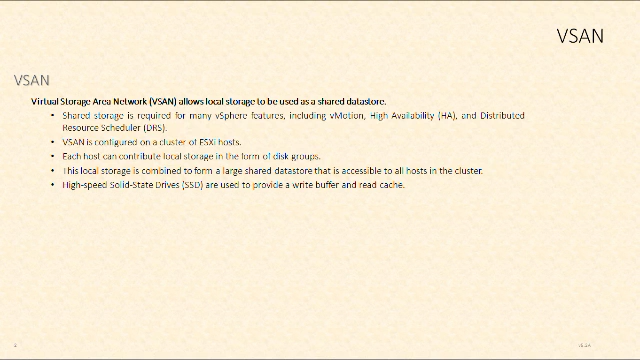 VSAN
VSAN
Virtual Storage Area Network (VSAN) allows local storage to be used as a shared datastore.
• Shared storage is required for many vSphere features, including vMotion, High Availability (HA), and Distributed
Resource Scheduler (DRS).
• VSAN is configured on a cluster of ESXi hosts.
• Each host can contribute local storage in the form of disk groups.
• This local storage is combined to form a large shared datastore that is accessible to all hosts in the cluster.
• High-speed Solid-State Drives (SSD) are used to provide a write buffer and read cache.